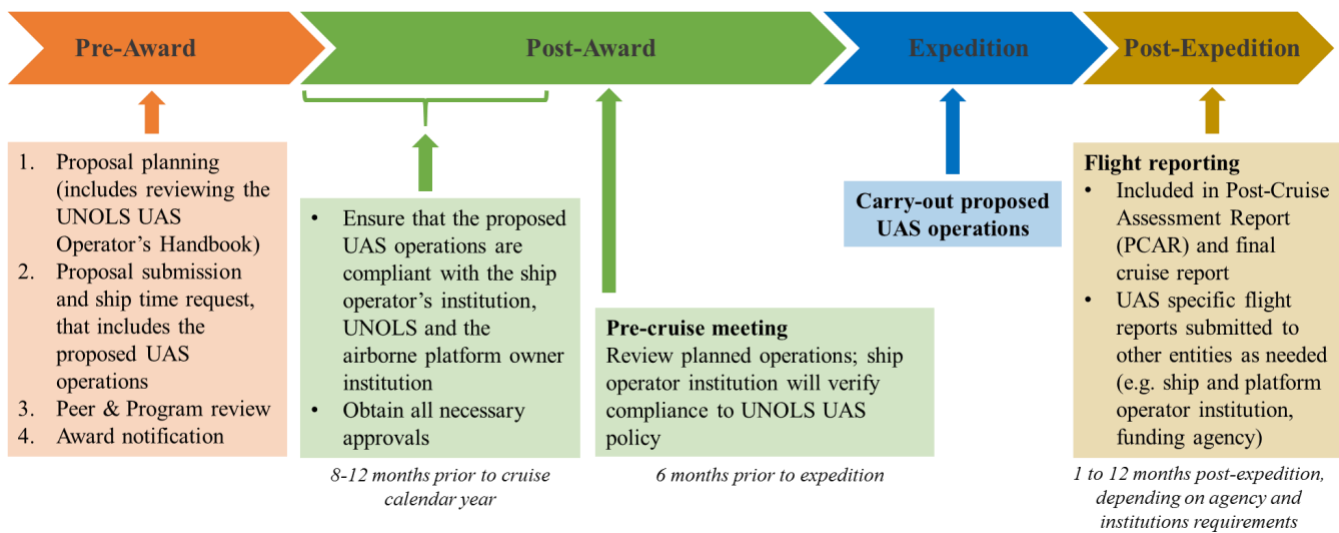 Pre-Award
Post-Award
Expedition
Post-Expedition
1. Proposal planning
(includes reviewing the
UNOLS UAS
Operator's Handbook)
2. Proposal submission
and ship time request,
that includes the
proposed UAS
operations
3. Peer & Program review
4. Award notification
• Ensure that the proposed
UAS operations are
compliant with the ship
operator's institution,
UNOLS and the
airborne platform owner
institution
• Obtain all necessary
approvals
8-12 months prior to cruise
calendar year
Pre-cruise meeting
Review planned operations; ship
operator institution will verify
compliance to UNOLS UAS
policy
6 months prior to expedition
Carry-out proposed
UAS operations
Flight reporting
• Included in Post-Cruise
Assessment Report
(PCAR) and final
cruise report
• UAS specific flight
reports submitted to
other entities as needed
(e.g. ship and platform
operator institution,
funding agency)
1 to 12 months post-expedition,
depending on agency and
institutions requirements